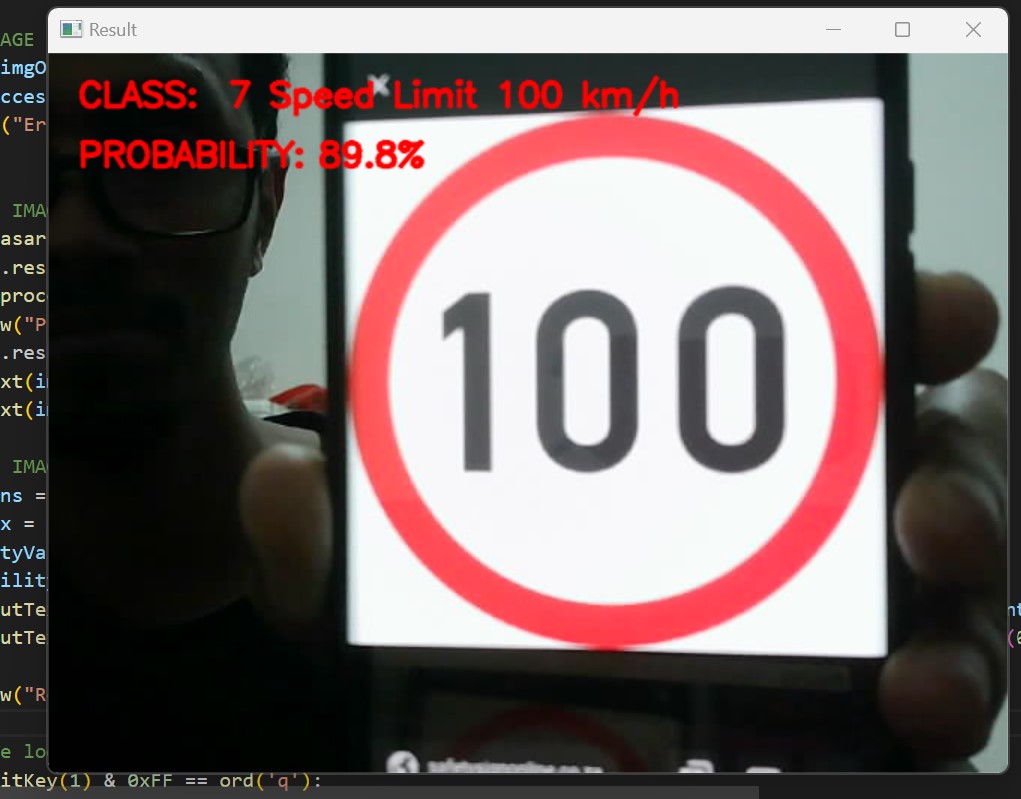 Result
CLASS: 7 Speed Limit 100 km/h
PROBABILITY: 89.8%
100
AGE
imgO
cces
("Er
IMA
asar
.res
proc
w("P
.res
xt(i
xt(i
IMA
ns =
x =
tyVa
ilit
utTe
utTe
w("R
e lo
itKey(1) & 0xFF == ord('q'):